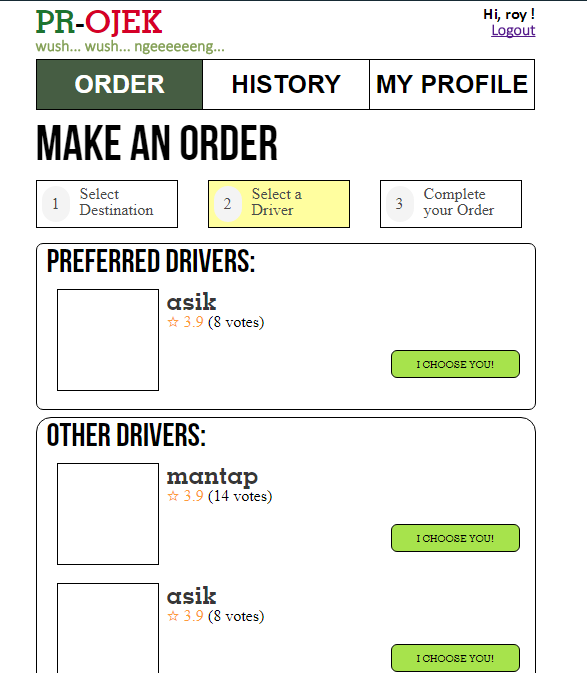 PR-OJEK
Hi, roy !
wush... wush... ngeeeeeeng...
Logout
ORDER HISTORY MY PROFILE
MAKE AN ORDER
1 Select Destination
2 Select a Driver
3 Complete your Order
PREFERRED DRIVERS:
asik
☆ 3.9 (8 votes)
I CHOOSE YOU!
OTHER DRIVERS:
mantap
☆ 3.9 (14 votes)
I CHOOSE YOU!
asik
☆ 3.9 (8 votes)
I CHOOSE YOU!